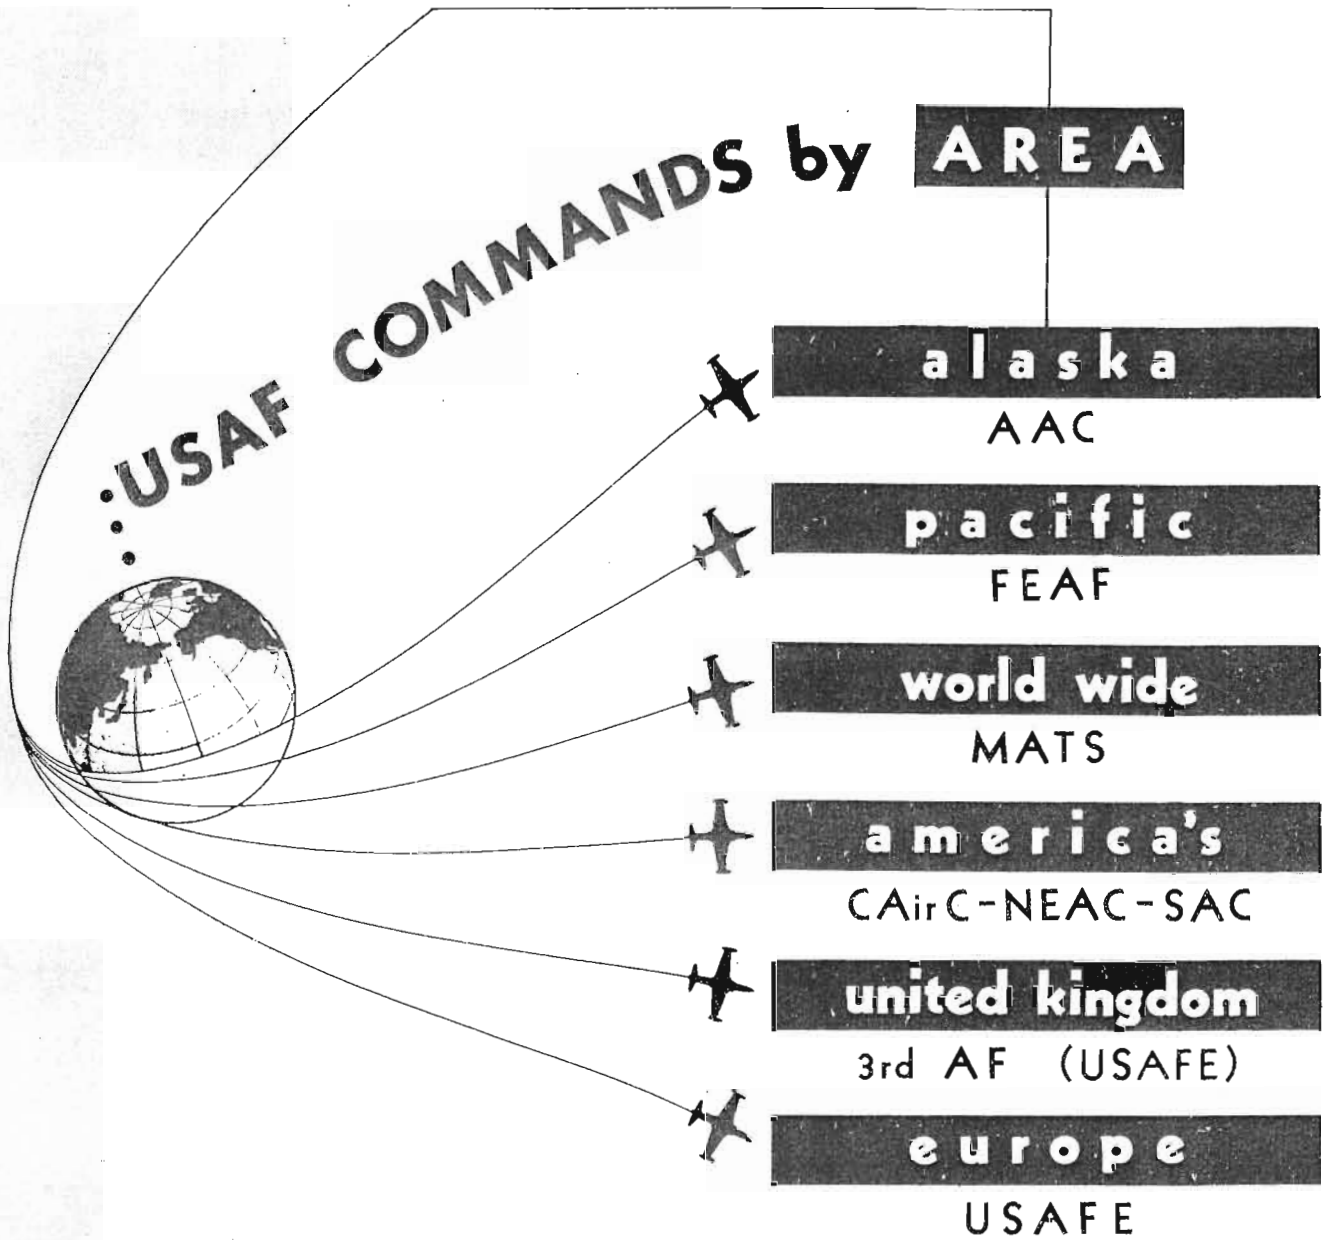 USAF COMMANDS by AREA
alaska
AAC
pacific
FEAF
world wide
MATS
america's
CAirC-NEAC-SAC
united kingdom
3rd AF (USAFE)
europe
USAFE